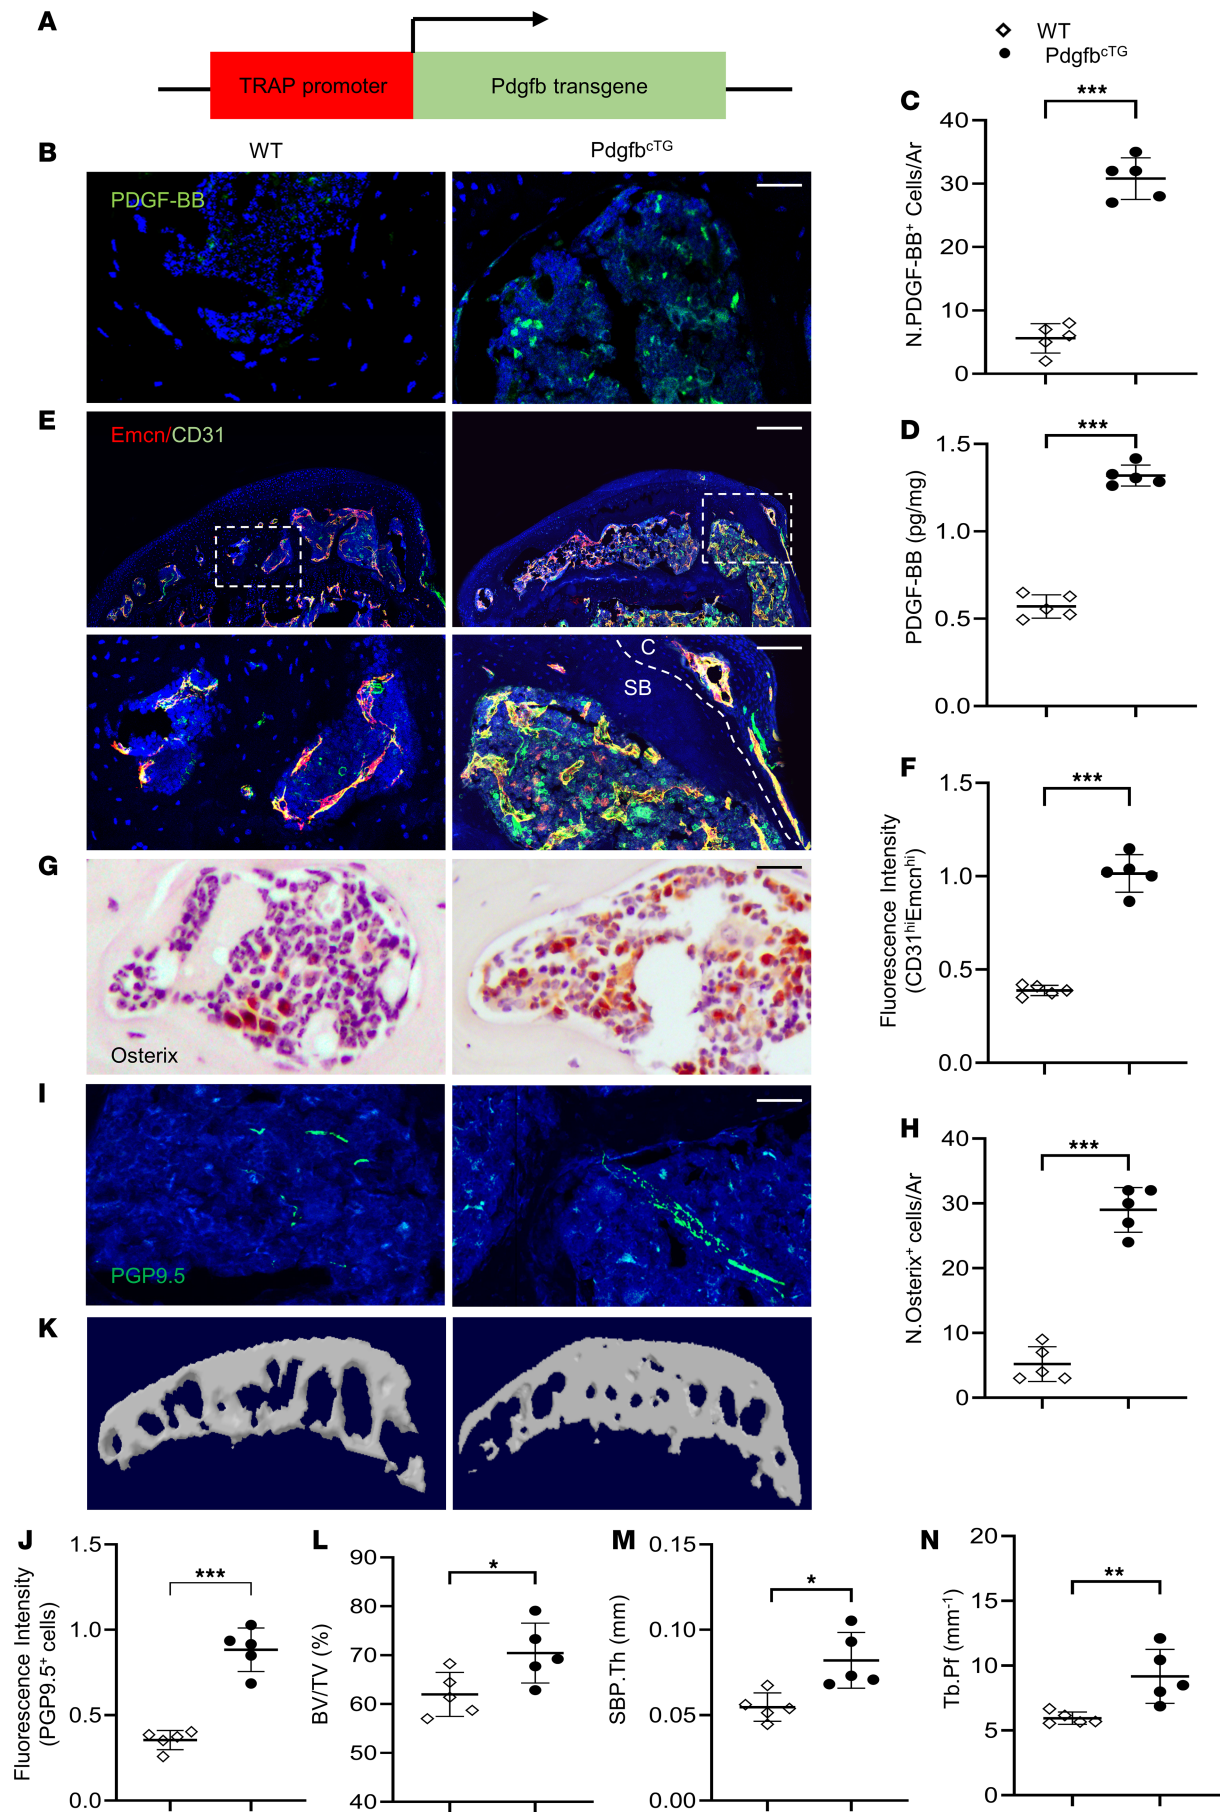 A
TRAP promoter
Pdgfb transgene
WT
PdgfbcTG
B
WT
PdgfbcTG
PDGF-BB
C
***
N.PDGF-BB+ Cells/Ar
40
30
20
10
0
D
***
PDGF-BB (pg/mg)
1.5
1.0
0.5
0.0
E
Emcn/CD31
C
SB
F
***
Fluorescence Intensity
(CD31hiEmcnhi)
1.5
1.0
0.5
0.0
G
Osterix
H
***
N.Osterix+ cells/Ar
40
30
20
10
0
I
PGP9.5
K
J
***
Fluorescence Intensity
(PGP9.5+ cells)
1.5
1.0
0.5
0.0
L
*
BV/TV (%)
90
80
70
60
50
40
M
*
SBP.Th (mm)
0.15
0.10
0.05
0.00
N
**
Tb.Pf (mm-1)
20
15
10
5
0